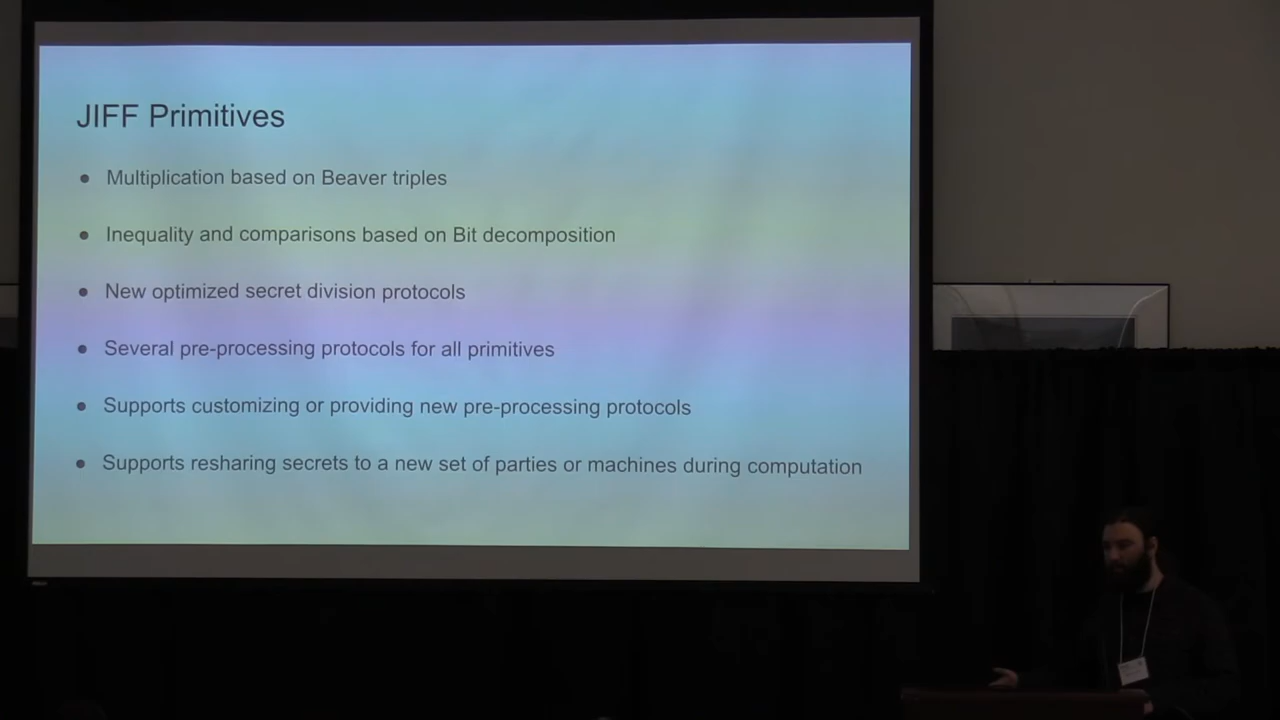 JIFF Primitives
● Multiplication based on Beaver triples
● Inequality and comparisons based on Bit decomposition
● New optimized secret division protocols
● Several pre-processing protocols for all primitives
● Supports customizing or providing new pre-processing protocols
● Supports resharing secrets to a new set of parties or machines during computation